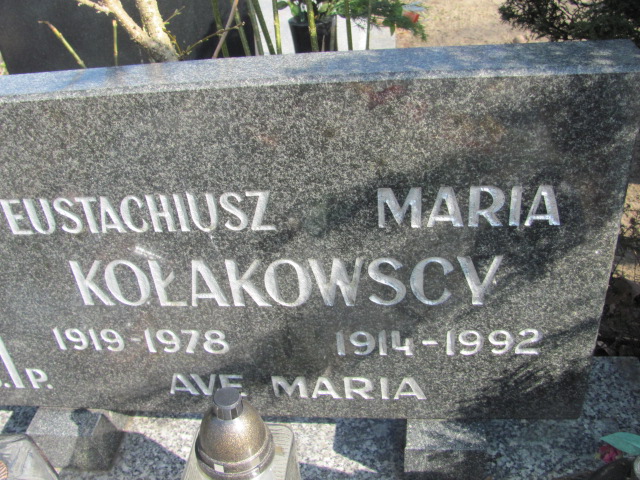 EUSTACHIUSZ MARIA
KOŁAKOWSCY
1919-1978 1914-1992
Ś.P.
AVE MARIA